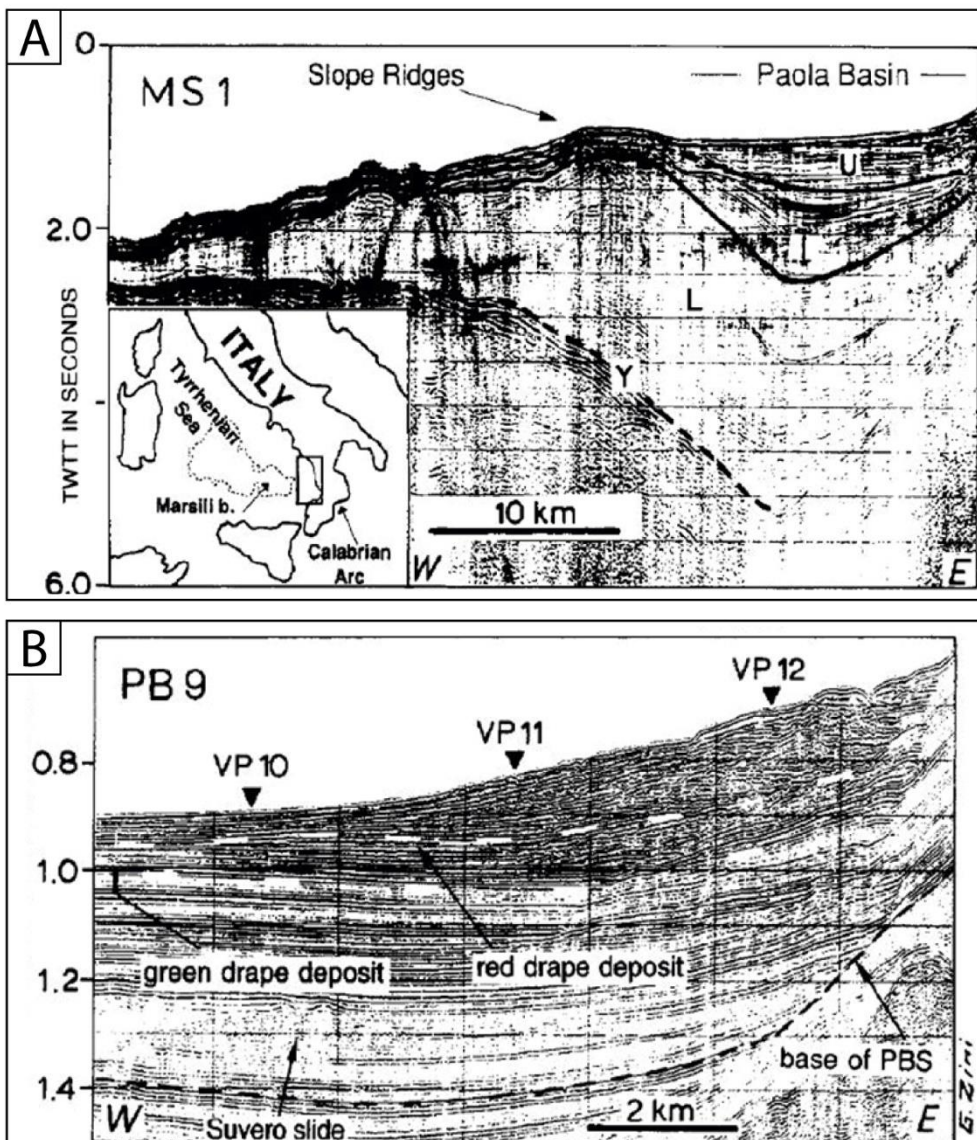 A
0
MS 1
Slope Ridges
Paola Basin
U
2.0
I
L
TWTT IN SECONDS
Y
ITALY
Tyrrhenian
Sea
Marsili b.
Calabrian
Arc
10 km
6.0
W
E
B
PB 9
VP 12
VP 11
VP 10
0.8
1.0
green drape deposit
red drape deposit
1.2
base of PBS
1.4
W
Suvero slide
2 km
E